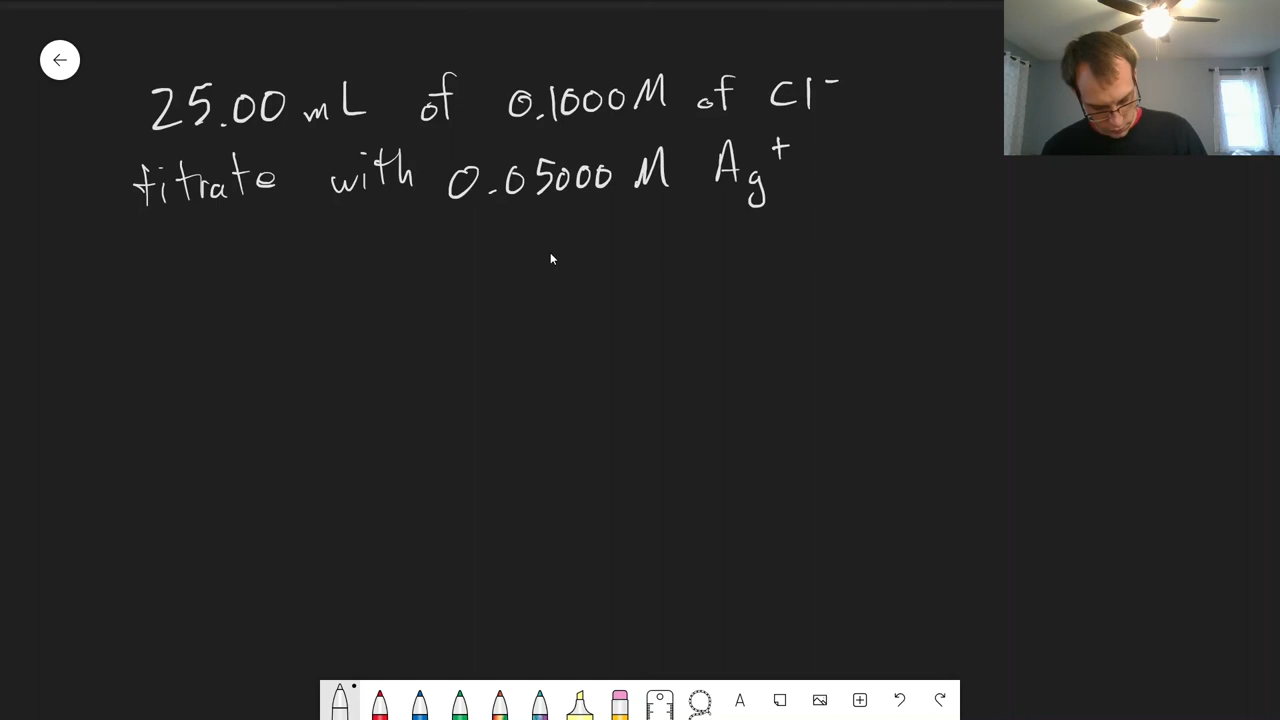 25.00 mL of 0.1000 M of Cl⁻
titrate with 0.05000 M Ag⁺
A